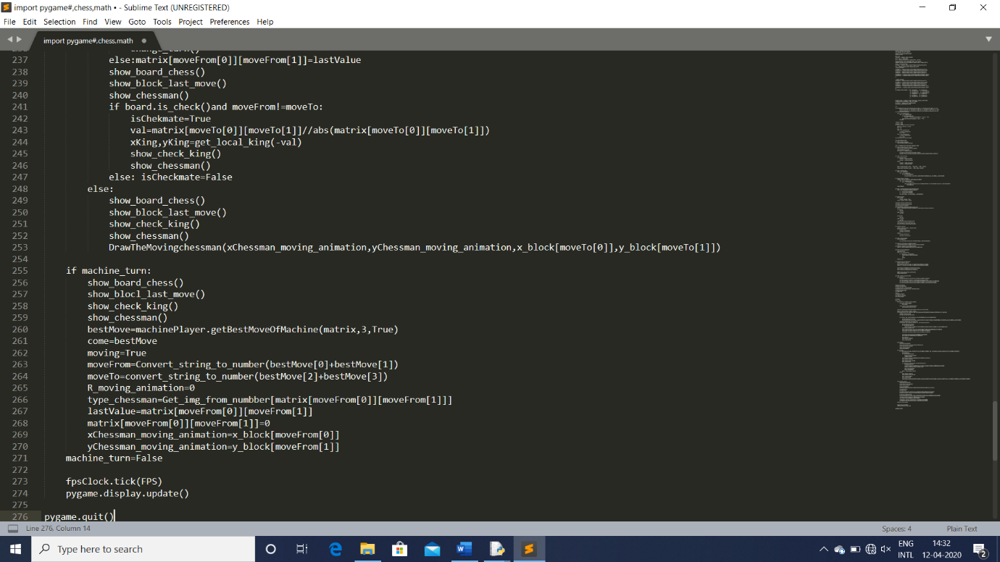 import pygame#,chess,math • - Sublime Text (UNREGISTERED)
File Edit Selection Find View Goto Tools Project Preferences Help
import pygame#,chess,math
237 else:matrix[moveFrom[0]][moveFrom[1]]=lastValue
238 show_board_chess()
239 show_block_last_move()
240 show_chessman()
241 if board.is_check()and moveFrom!=moveTo:
242 isChekmate=True
243 val=matrix[moveTo[0]][moveTo[1]]//abs(matrix[moveTo[0]][moveTo[1]])
244 xKing,yKing=get_local_king(-val)
245 show_check_king()
246 show_chessman()
247 else: isCheckmate=False
248 else:
249 show_board_chess()
250 show_block_last_move()
251 show_check_king()
252 show_chessman()
253 DrawTheMovingchessman(xChessman_moving_animation,yChessman_moving_animation,x_block[moveTo[0]],y_block[moveTo[1]])
254
255 if machine_turn:
256 show_board_chess()
257 show_blocl_last_move()
258 show_check_king()
259 show_chessman()
260 bestMove=machinePlayer.getBestMoveOfMachine(matrix,3,True)
261 come=bestMove
262 moving=True
263 moveFrom=Convert_string_to_number(bestMove[0]+bestMove[1])
264 moveTo=convert_string_to_number(bestMove[2]+bestMove[3])
265 R_moving_animation=0
266 type_chessman=Get_img_from_numbber[matrix[moveFrom[0]][moveFrom[1]]]
267 lastValue=matrix[moveFrom[0]][moveFrom[1]]
268 matrix[moveFrom[0]][moveFrom[1]]=0
269 xChessman_moving_animation=x_block[moveFrom[0]]
270 yChessman_moving_animation=y_block[moveFrom[1]]
271 machine_turn=False
272
273 fpsClock.tick(FPS)
274 pygame.display.update()
275
276 pygame.quit()
Line 276, Column 14 Spaces: 4 Plain Text
Type here to search
ENG 14:32
INTL 12-04-2020 2